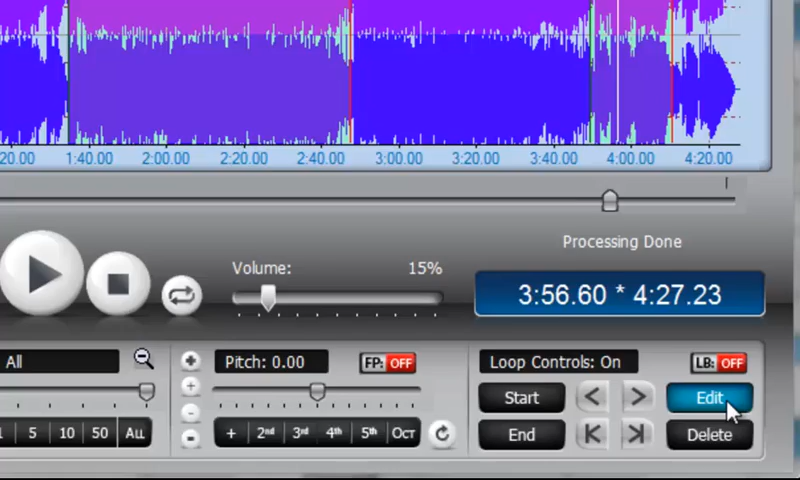 20.00 1:40.00 2:00.00 2:20.00 2:40.00 3:00.00 3:20.00 3:40.00 4:00.00 4:20.00
Processing Done
Volume: 15%
3:56.60 * 4:27.23
All Pitch: 0.00 FP: OFF Loop Controls: On LB: OFF
Start < > Edit
5 10 50 ALL + 2nd 3rd 4th 5th Oct End Delete